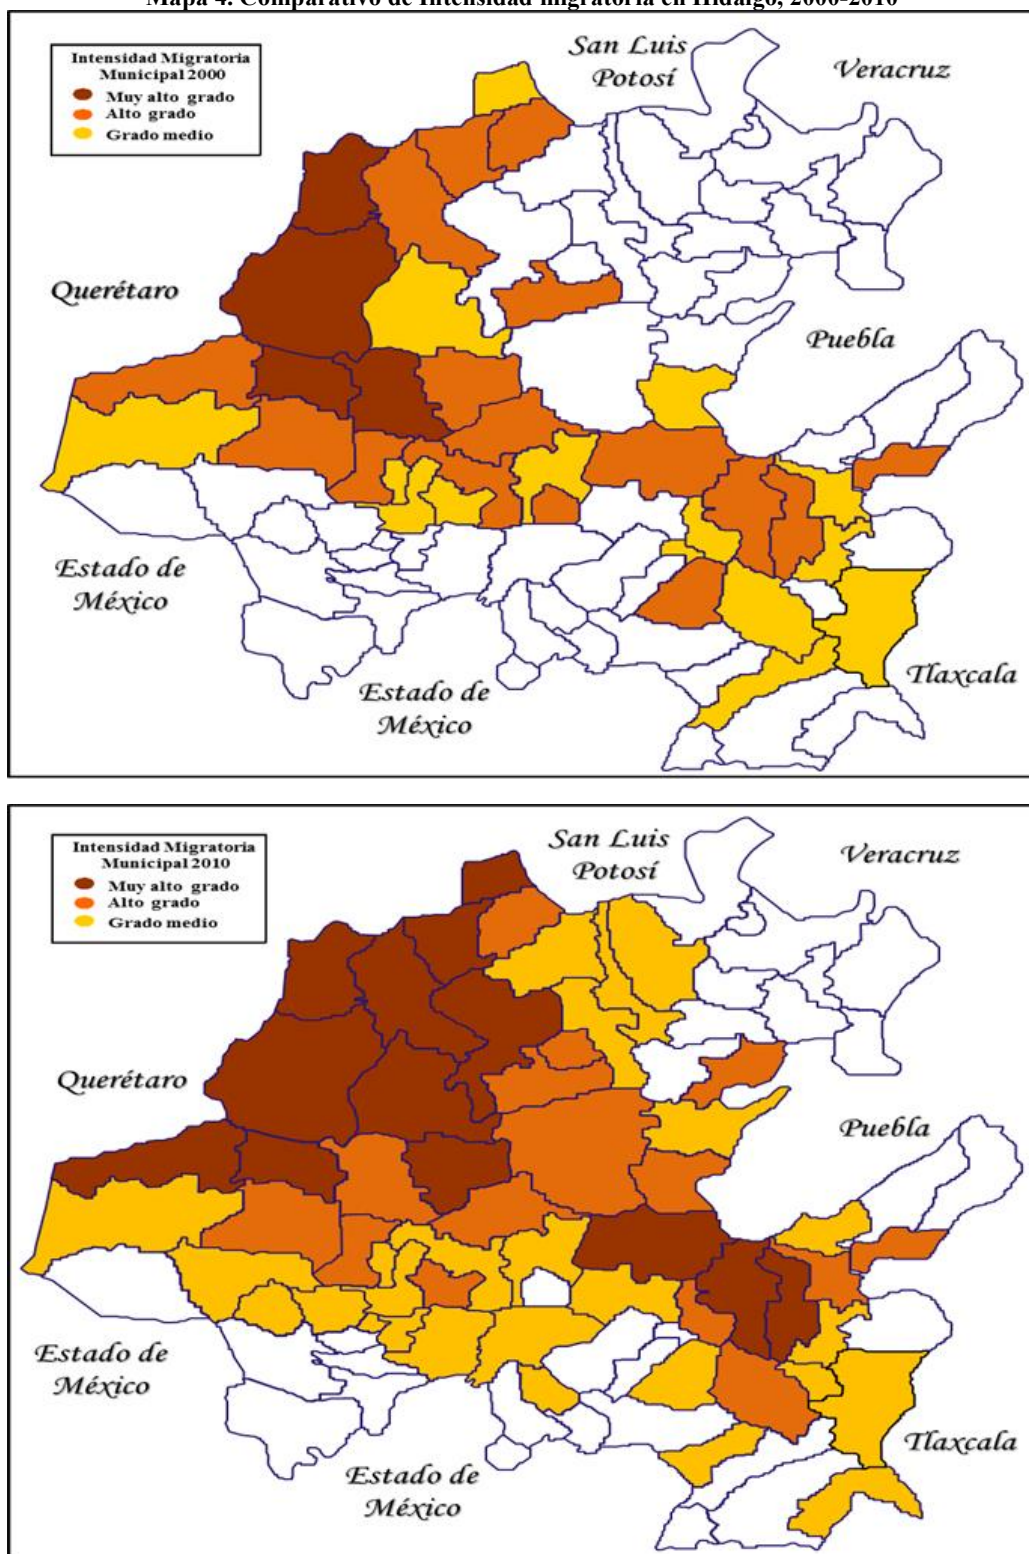 Mapa 4. Comparativo de Intensidad migratoria en Hidalgo, 2000-2010
Intensidad Migratoria
Municipal 2000
Muy alto grado
Alto grado
Grado medio
San Luis
Potosí
Veracruz
Querétaro
Puebla
Estado de
México
Tlaxcala
Estado de
México
Intensidad Migratoria
Municipal 2010
Muy alto grado
Alto grado
Grado medio
San Luis
Potosí
Veracruz
Querétaro
Puebla
Estado de
México
Tlaxcala
Estado de
México